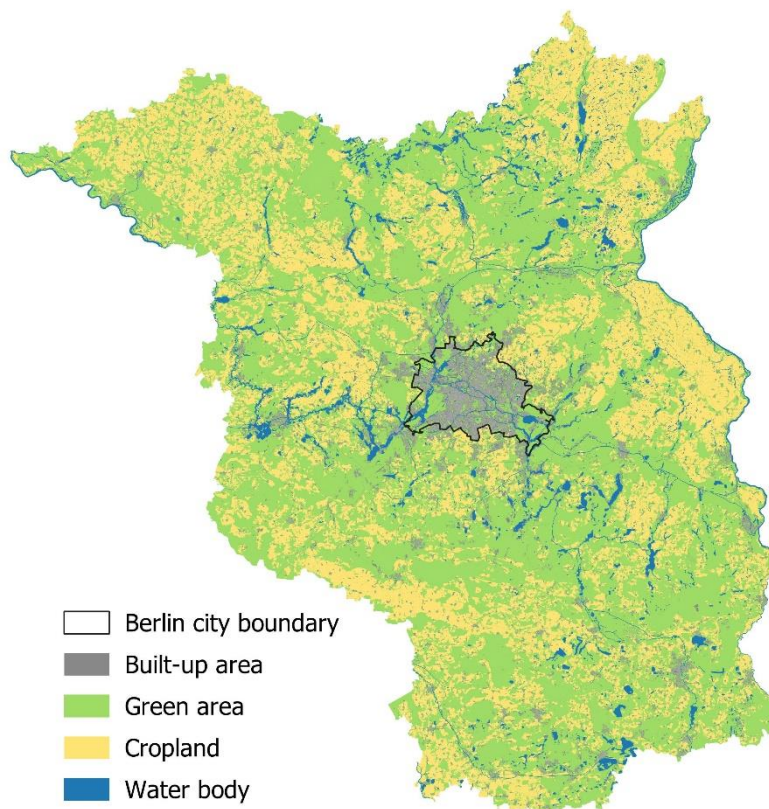 Berlin city boundary
Built-up area
Green area
Cropland
Water body